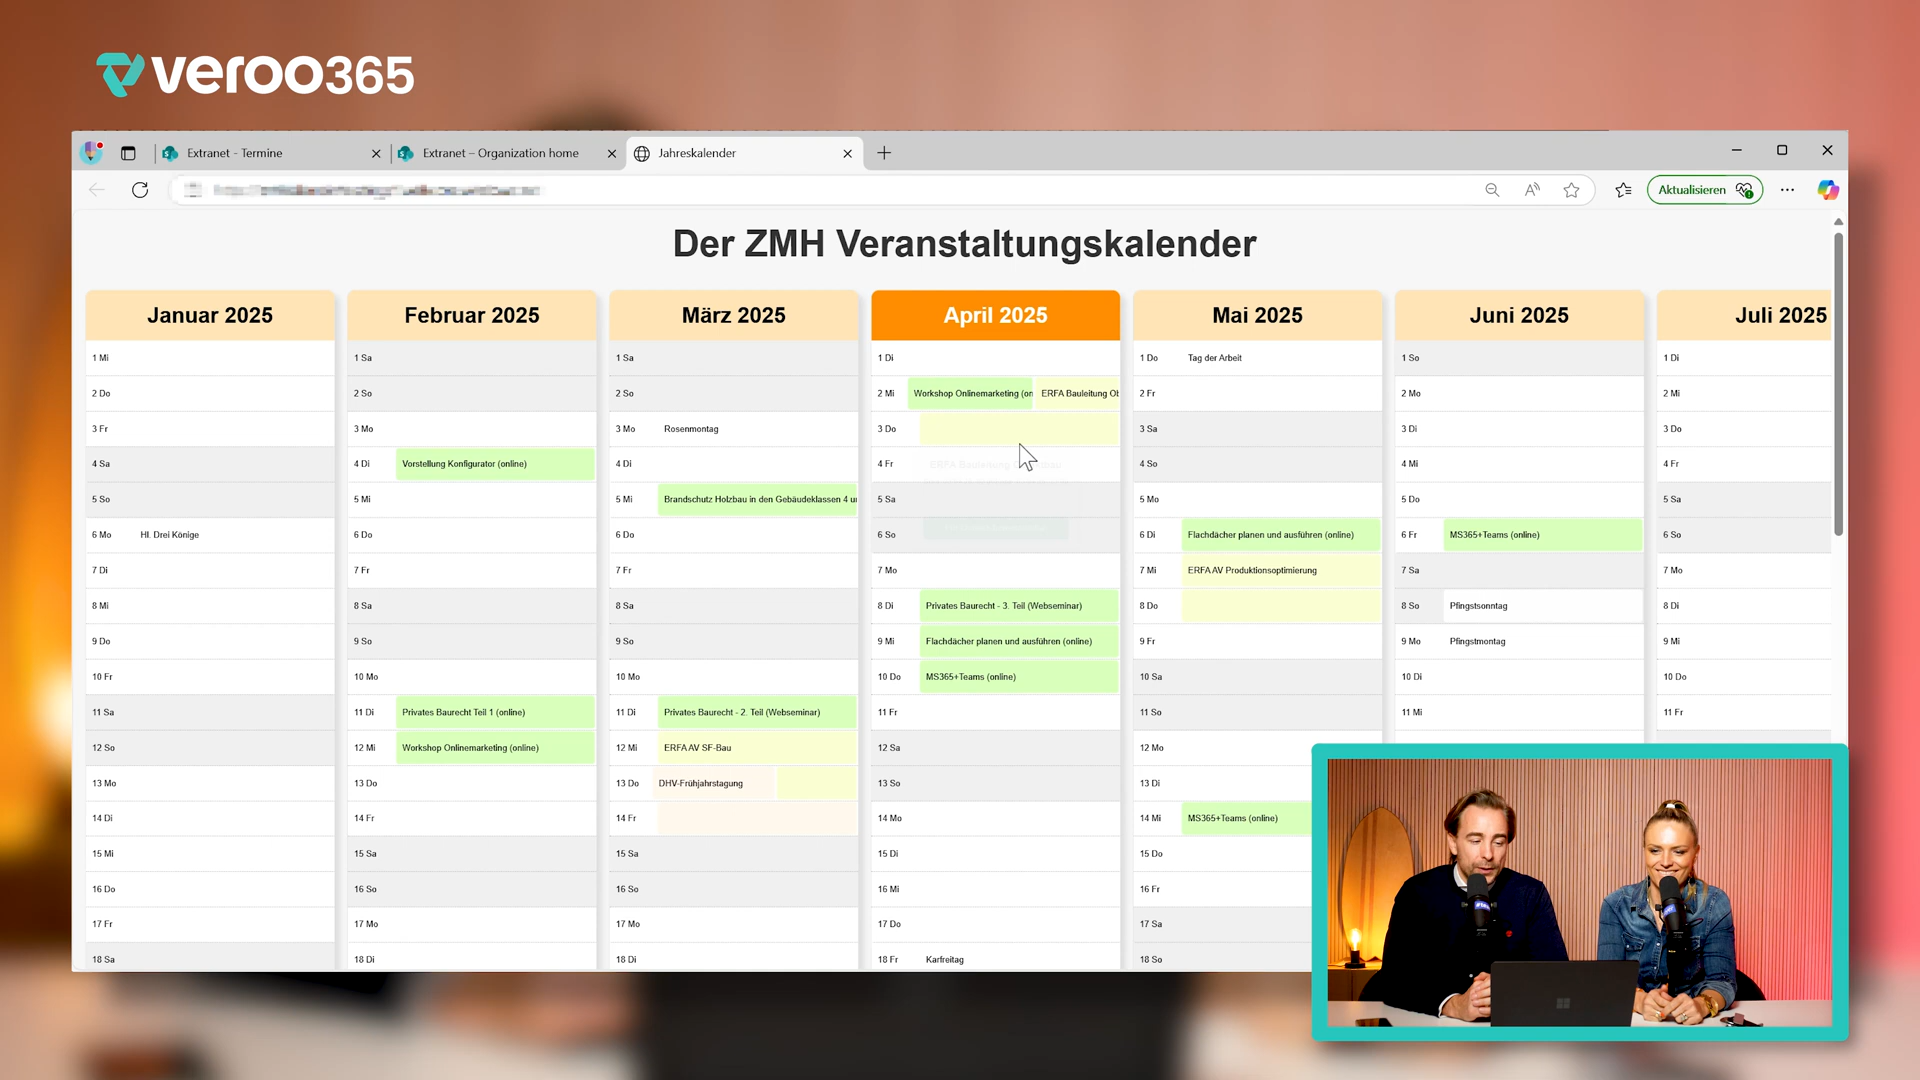 veroo365
Extranet - Termine
Extranet – Organization home
Jahreskalender
Aktualisieren
Der ZMH Veranstaltungskalender
Januar 2025
1 Mi
2 Do
3 Fr
4 Sa
5 So
6 Mo Hl. Drei Könige
7 Di
8 Mi
9 Do
10 Fr
11 Sa
12 So
13 Mo
14 Di
15 Mi
16 Do
17 Fr
18 Sa
Februar 2025
1 Sa
2 So
3 Mo
4 Di Vorstellung Konfigurator (online)
5 Mi
6 Do
7 Fr
8 Sa
9 So
10 Mo
11 Di Privates Baurecht Teil 1 (online)
12 Mi Workshop Onlinemarketing (online)
13 Do
14 Fr
15 Sa
16 So
17 Mo
18 Di
März 2025
1 Sa
2 So
3 Mo Rosenmontag
4 Di
5 Mi Brandschutz Holzbau in den Gebäudeklassen 4 u
6 Do
7 Fr
8 Sa
9 So
10 Mo
11 Di Privates Baurecht - 2. Teil (Webseminar)
12 Mi ERFA AV SF-Bau
13 Do DHV-Frühjahrstagung
14 Fr
15 Sa
16 So
17 Mo
18 Di
April 2025
1 Di
2 Mi Workshop Onlinemarketing (on ERFA Bauleitung Ob
3 Do
4 Fr
5 Sa
6 So
7 Mo
8 Di Privates Baurecht - 3. Teil (Webseminar)
9 Mi Flachdächer planen und ausführen (online)
10 Do MS365+Teams (online)
11 Fr
12 Sa
13 So
14 Mo
15 Di
16 Mi
17 Do
18 Fr Karfreitag
Mai 2025
1 Do Tag der Arbeit
2 Fr
3 Sa
4 So
5 Mo
6 Di Flachdächer planen und ausführen (online)
7 Mi ERFA AV Produktionsoptimierung
8 Do
9 Fr
10 Sa
11 So
12 Mo
13 Di
14 Mi MS365+Teams (online)
15 Do
16 Fr
17 Sa
18 So
Juni 2025
1 So
2 Mo
3 Di
4 Mi
5 Do
6 Fr MS365+Teams (online)
7 Sa
8 So Pfingstsonntag
9 Mo Pfingstmontag
10 Di
11 Mi
Juli 2025
1 Di
2 Mi
3 Do
4 Fr
5 Sa
6 So
7 Mo
8 Di
9 Mi
10 Do
11 Fr